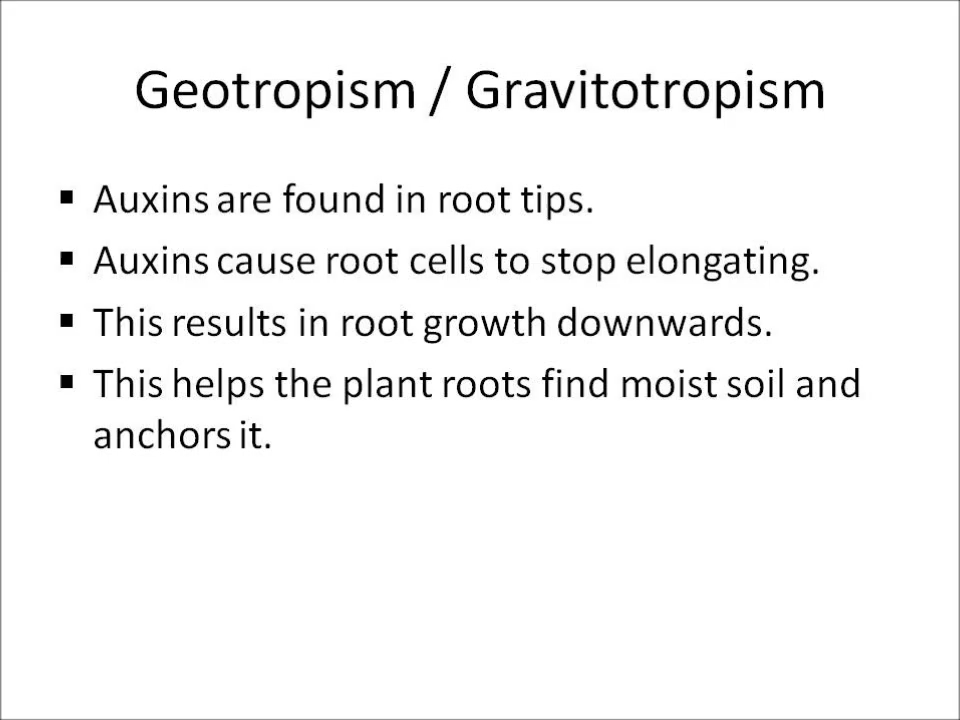 Geotropism / Gravitotropism
▪ Auxins are found in root tips.
▪ Auxins cause root cells to stop elongating.
▪ This results in root growth downwards.
▪ This helps the plant roots find moist soil and
anchors it.